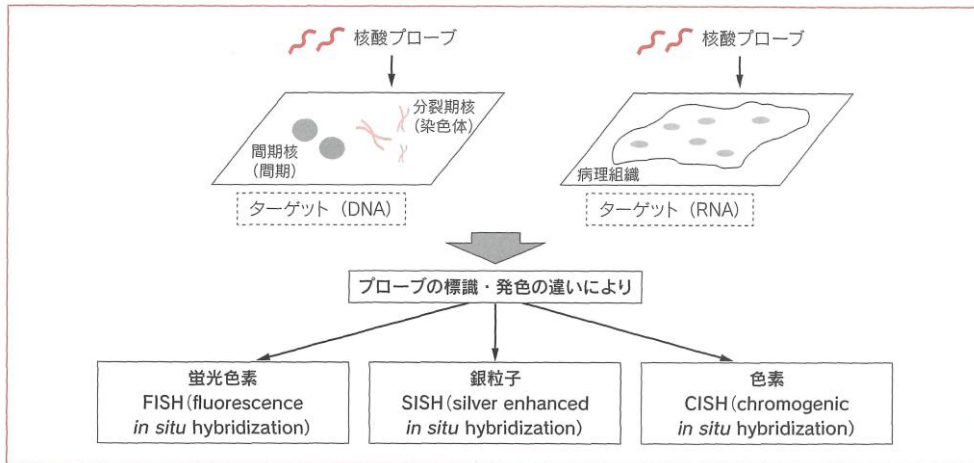 核酸プローブ
核酸プローブ
分裂期核
(染色体)
間期核
(間期)
病理組織
ターゲット (DNA)
ターゲット (RNA)
プローブの標識・発色の違いにより
蛍光色素
FISH(fluorescence
in situ hybridization)
銀粒子
SISH(silver enhanced
in situ hybridization)
色素
CISH(chromogenic
in situ hybridization)